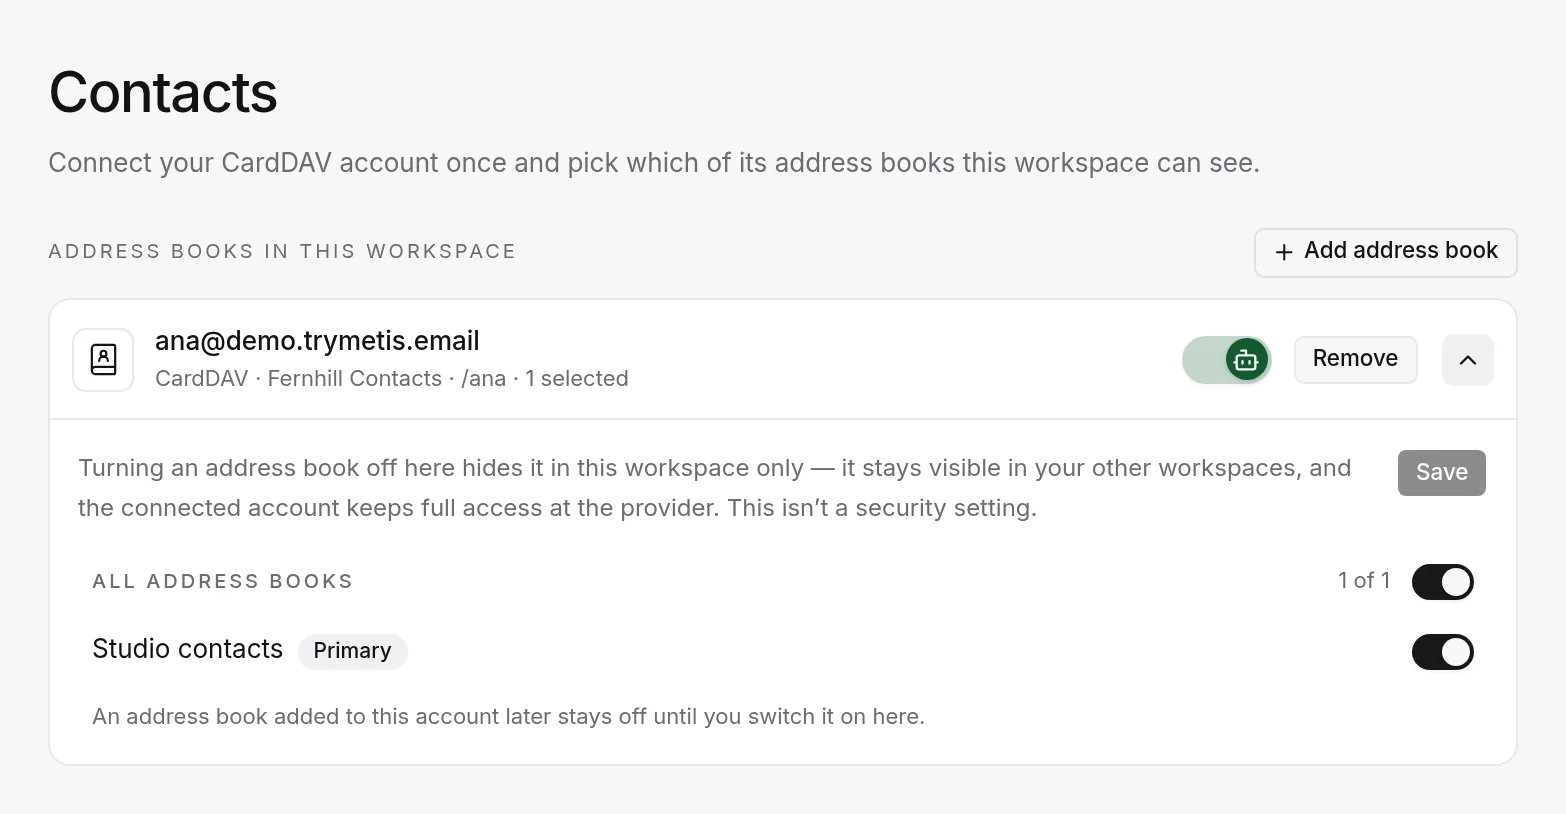 Contacts
Connect your CardDAV account once and pick which of its address books this workspace can see.
ADDRESS BOOKS IN THIS WORKSPACE
Add address book
ana@demo.trymetis.email
CardDAV · Fernhill Contacts · /ana · 1 selected
Remove
Turning an address book off here hides it in this workspace only — it stays visible in your other workspaces, and
the connected account keeps full access at the provider. This isn’t a security setting.
Save
ALL ADDRESS BOOKS
1 of 1
Studio contacts
Primary
An address book added to this account later stays off until you switch it on here.